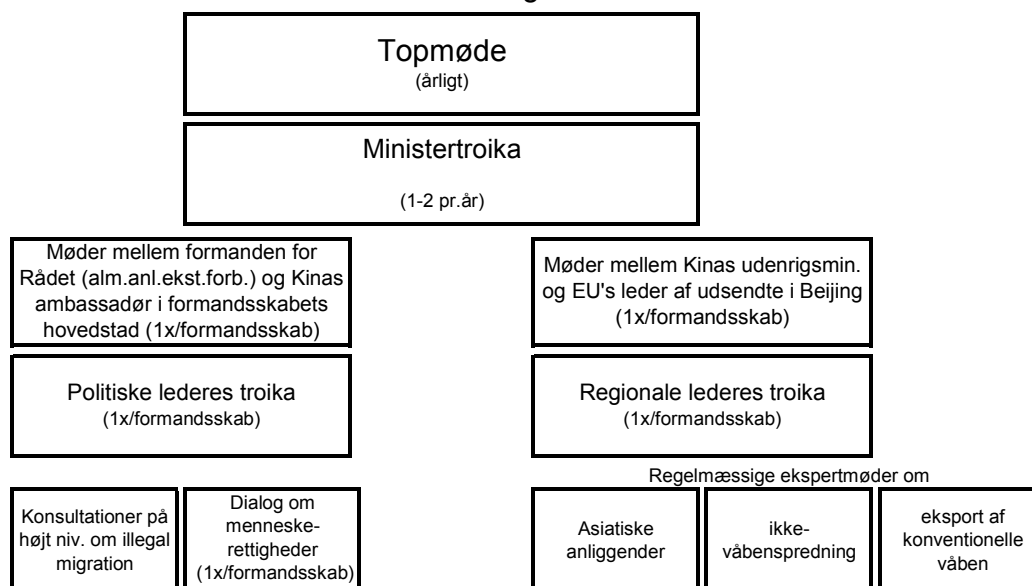 Topmøde
(årligt)
Ministertroika
(1-2 pr.år)
Møder mellem formanden for
Rådet (alm.anl.ekst.forb.) og Kinas
ambassadør i formandsskabets
hovedstad (1x/formandsskab)
Møder mellem Kinas udenrigsmin.
og EU's leder af udsendte i Beijing
(1x/formandsskab)
Politiske lederes troika
(1x/formandsskab)
Regionale lederes troika
(1x/formandsskab)
Regelmæssige ekspertmøder om
Konsultationer på
højt niv. om illegal
migration
Dialog om
menneske-
rettigheder
(1x/formandsskab)
Asiatiske
anliggender
ikke-
våbenspredning
eksport af
konventionelle
våben